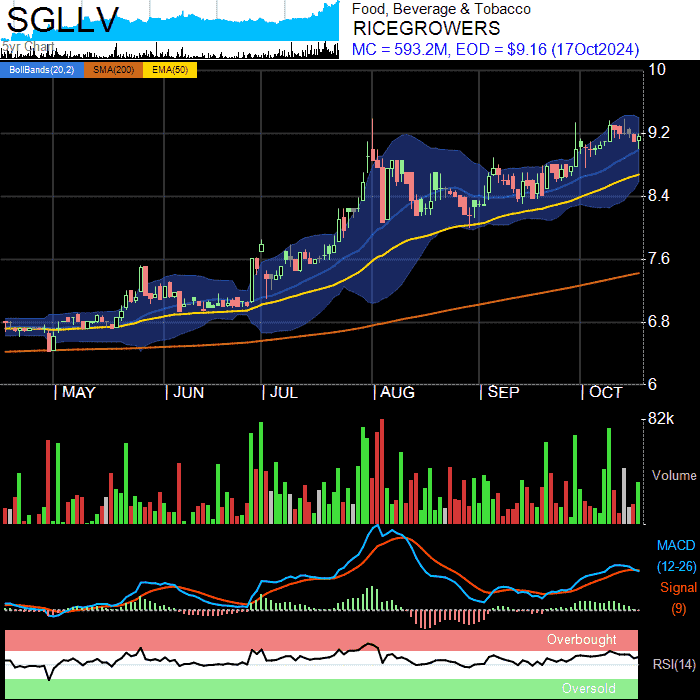 SGLLV
5yr Chart
Food, Beverage & Tobacco
RICEGROWERS
MC = 593.2M, EOD = $9.16 (17Oct2024)
BollBands(20,2) SMA(200) EMA(50)
10
9.2
8.4
7.6
6.8
6
MAY JUN JUL AUG SEP OCT
82k
Volume
MACD
(12-26)
Signal
(9)
Overbought
RSI(14)
Oversold